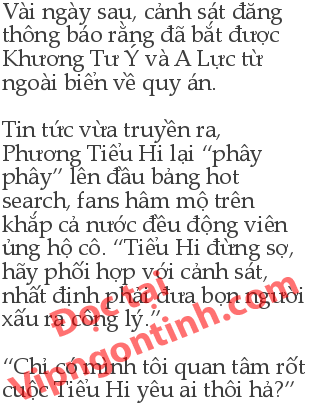 Vài ngày sau, cảnh sát đăng
thông báo rằng đã bắt được
Khương Tư Ý và A Lực từ
ngoài biển về quy án.
Tin tức vừa truyền ra,
Phương Tiểu Hi lại “phây
phây” lên đầu bảng hot
search, fans hâm mộ trên
khắp cả nước đều động viên
ủng hộ cô. “Tiểu Hi đừng sợ,
hãy phối hợp với cảnh sát,
nhất định phải đưa bọn người
xấu ra công lý.”
“Chỉ có mình tôi quan tâm rốt
cuộc Tiểu Hi yêu ai thôi hả?”
Đọc tại
Vipngontinh.com